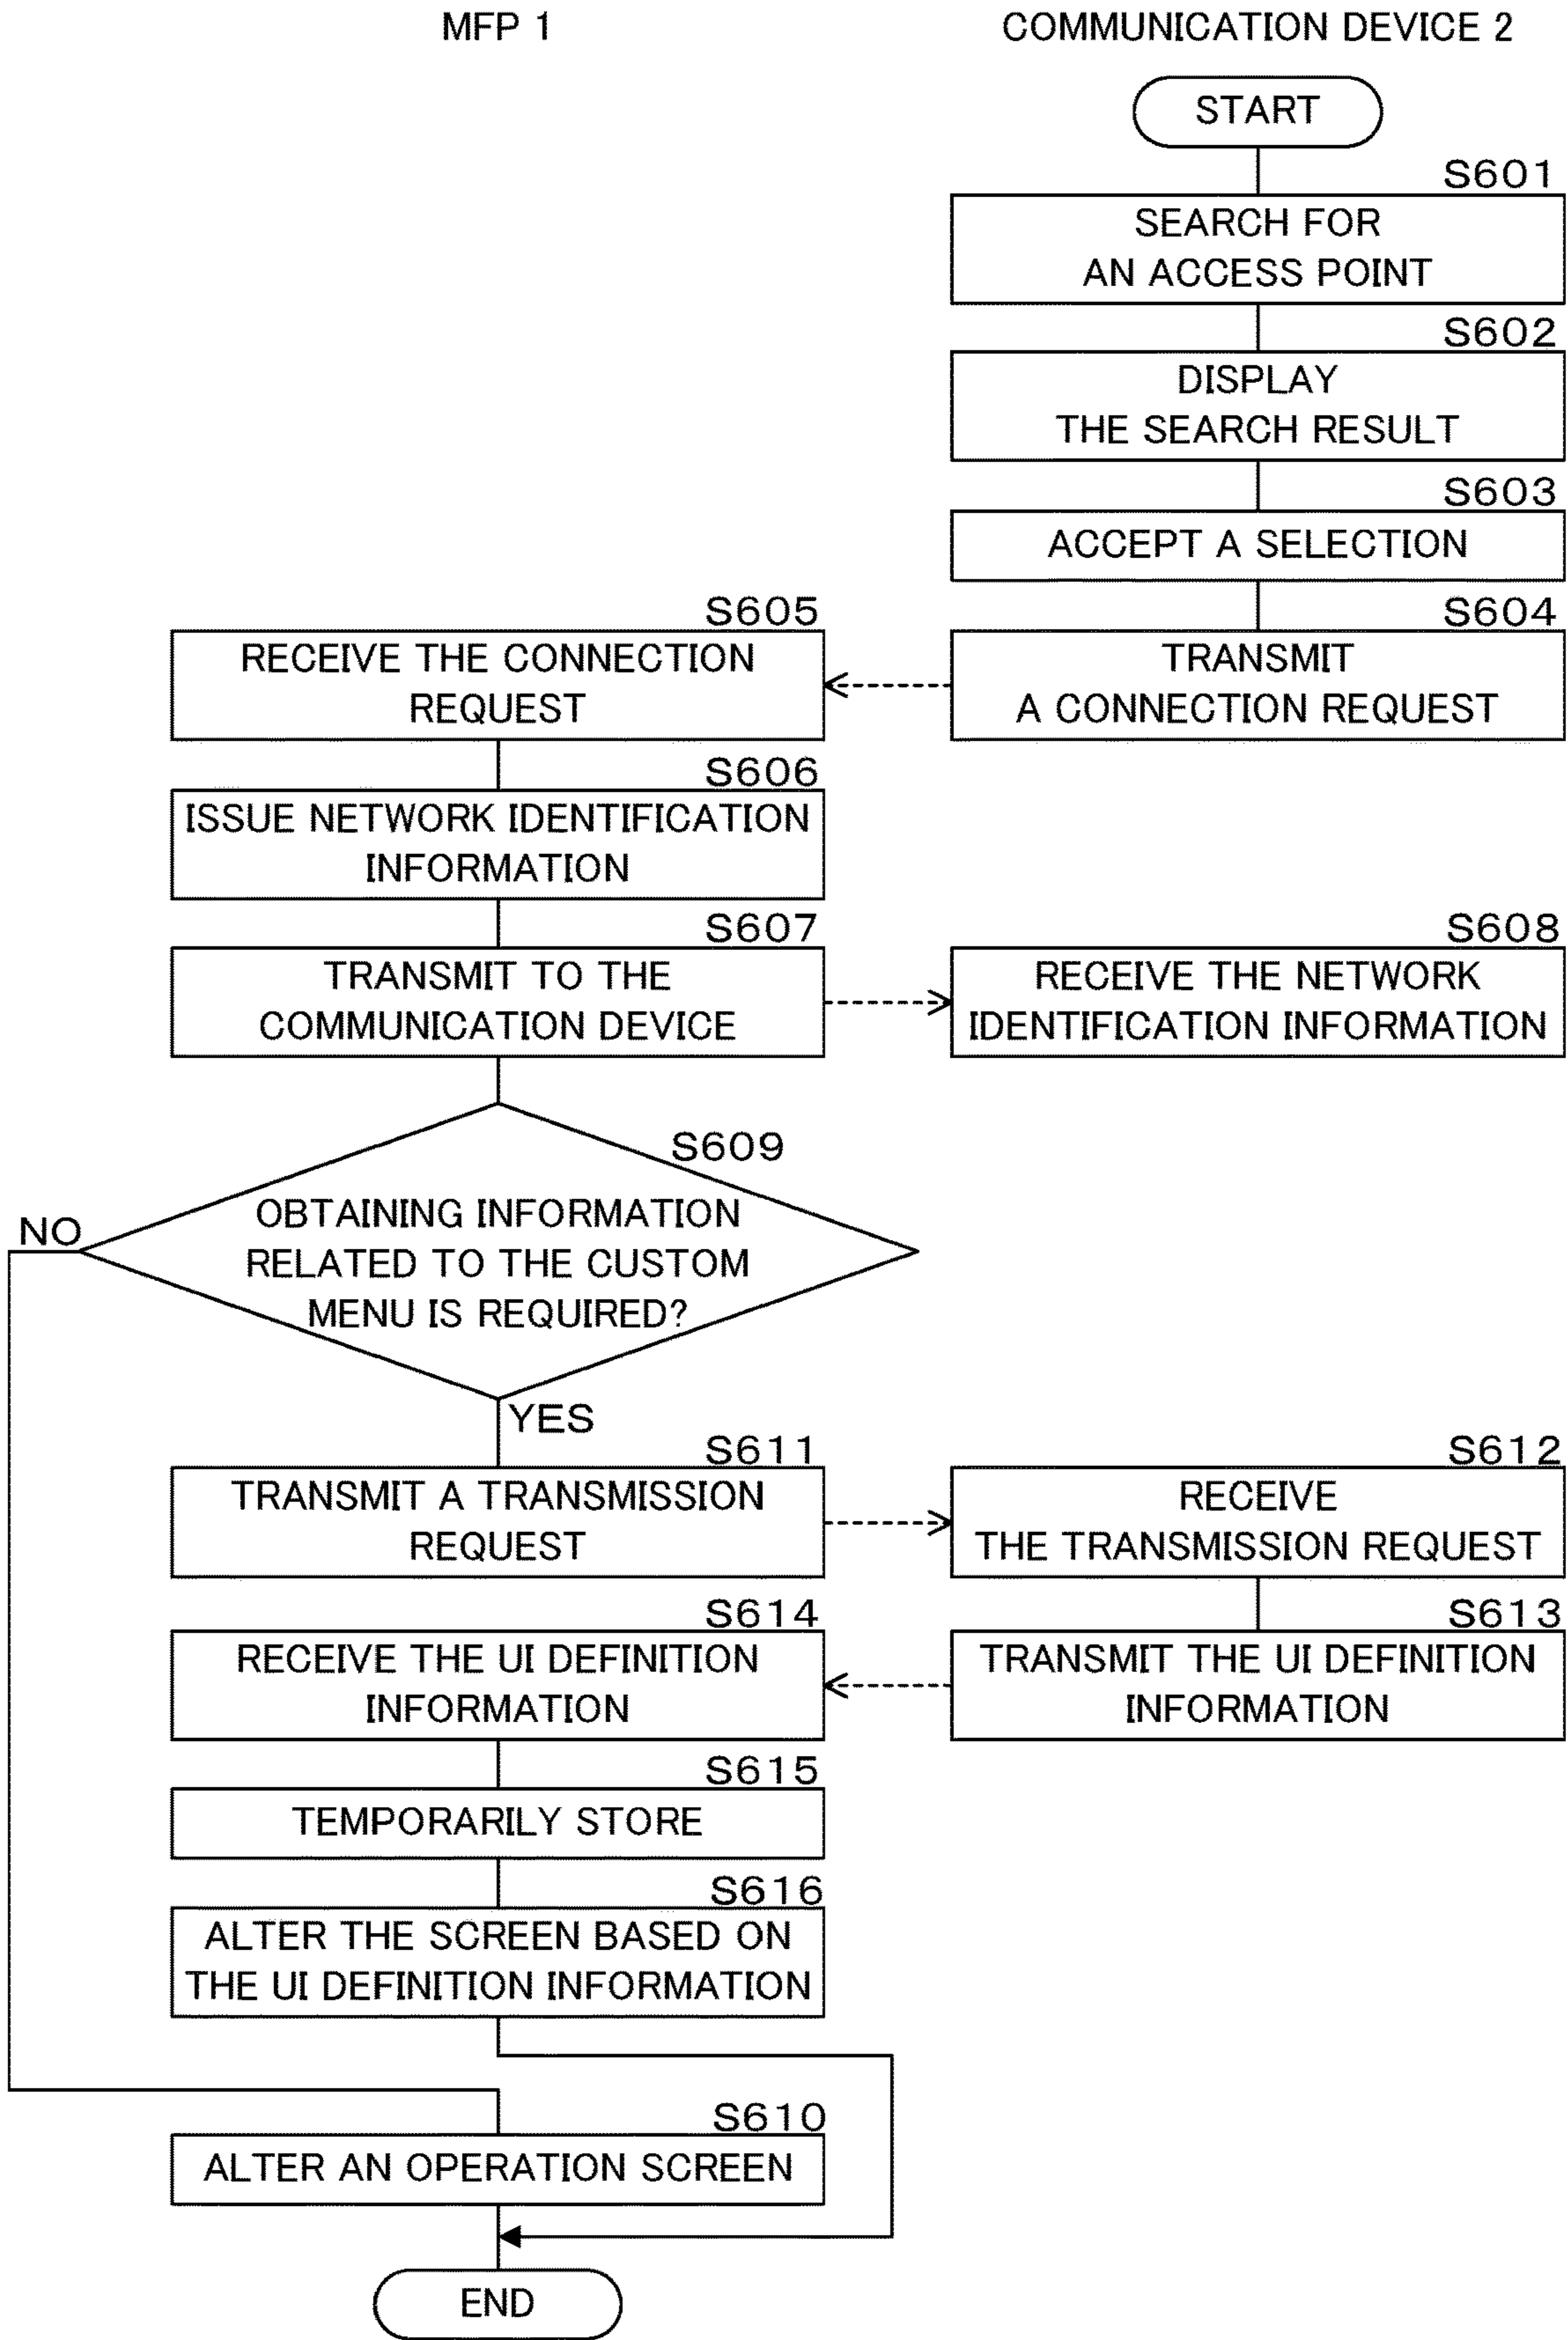 MFP 1
COMMUNICATION DEVICE 2
START
S601
SEARCH FOR
AN ACCESS POINT
S602
DISPLAY
THE SEARCH RESULT
S603
ACCEPT A SELECTION
S605
RECEIVE THE CONNECTION
REQUEST
S604
TRANSMIT
A CONNECTION REQUEST
S606
ISSUE NETWORK IDENTIFICATION
INFORMATION
S607
TRANSMIT TO THE
COMMUNICATION DEVICE
S608
RECEIVE THE NETWORK
IDENTIFICATION INFORMATION
S609
OBTAINING INFORMATION
RELATED TO THE CUSTOM
MENU IS REQUIRED?
NO
YES
S611
TRANSMIT A TRANSMISSION
REQUEST
S612
RECEIVE
THE TRANSMISSION REQUEST
S614
RECEIVE THE UI DEFINITION
INFORMATION
S613
TRANSMIT THE UI DEFINITION
INFORMATION
S615
TEMPORARILY STORE
S616
ALTER THE SCREEN BASED ON
THE UI DEFINITION INFORMATION
S610
ALTER AN OPERATION SCREEN
END